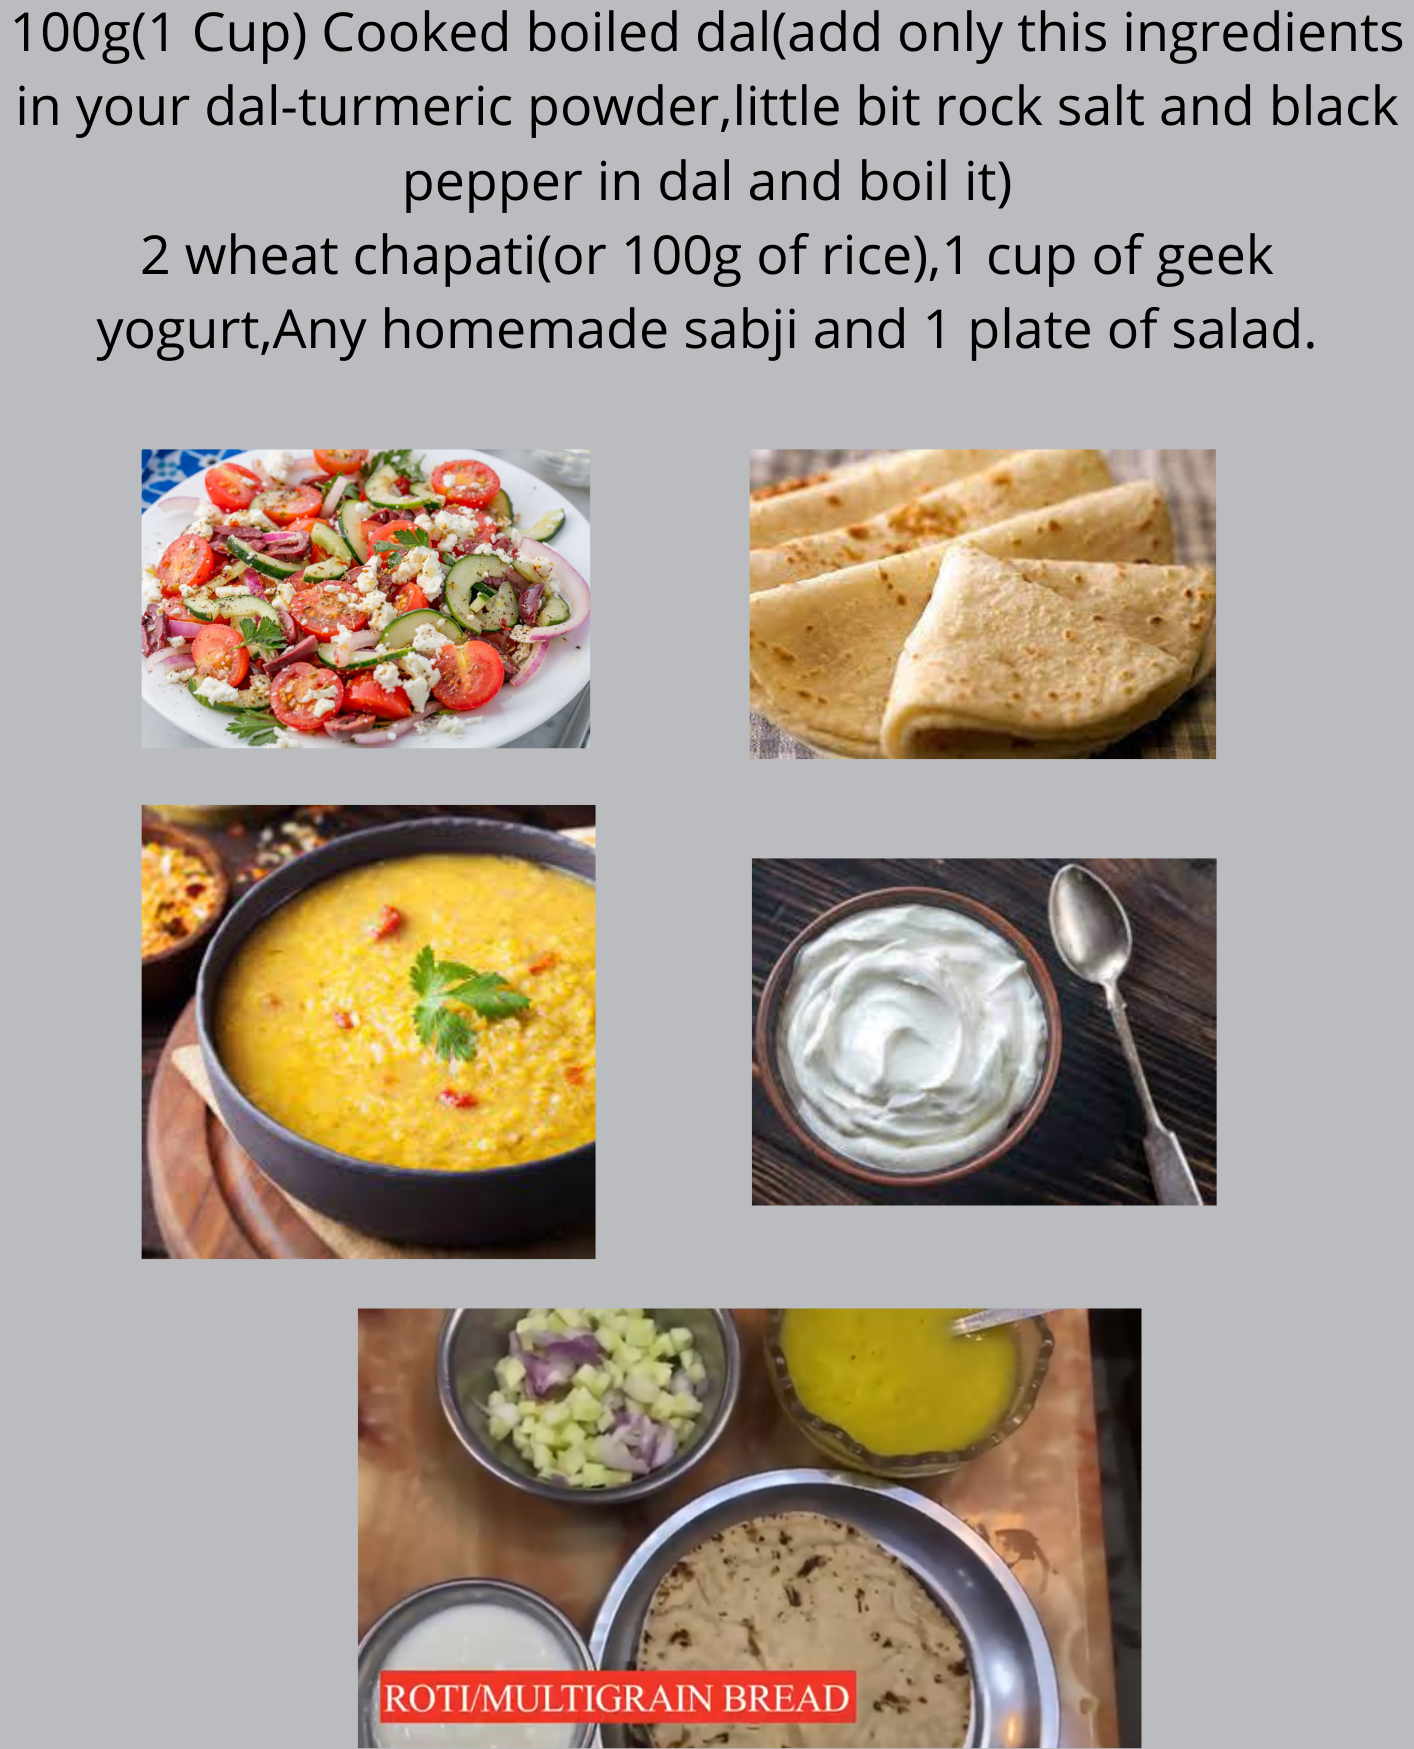 100g(1 Cup) Cooked boiled dal(add only this ingredients
in your dal-turmeric powder,little bit rock salt and black
pepper in dal and boil it)
2 wheat chapati(or 100g of rice),1 cup of geek
yogurt,Any homemade sabji and 1 plate of salad.
ROTI/MULTIGRAIN BREAD